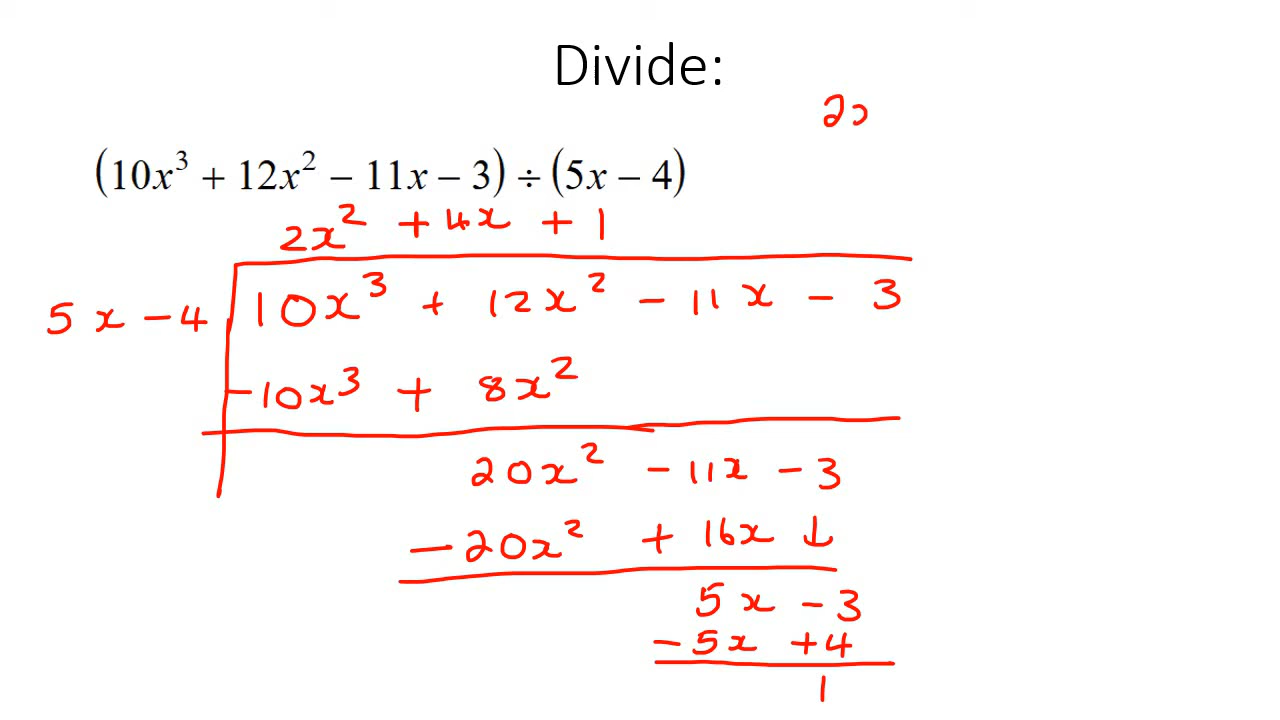 Divide:
2x
(10x³ + 12x² − 11x − 3) ÷ (5x − 4)
2x² + 4x + 1
5x − 4 10x³ + 12x² − 11x − 3
−10x³ + 8x²
20x² − 11x − 3
−20x² + 16x ↓
5x − 3
−5x + 4
1